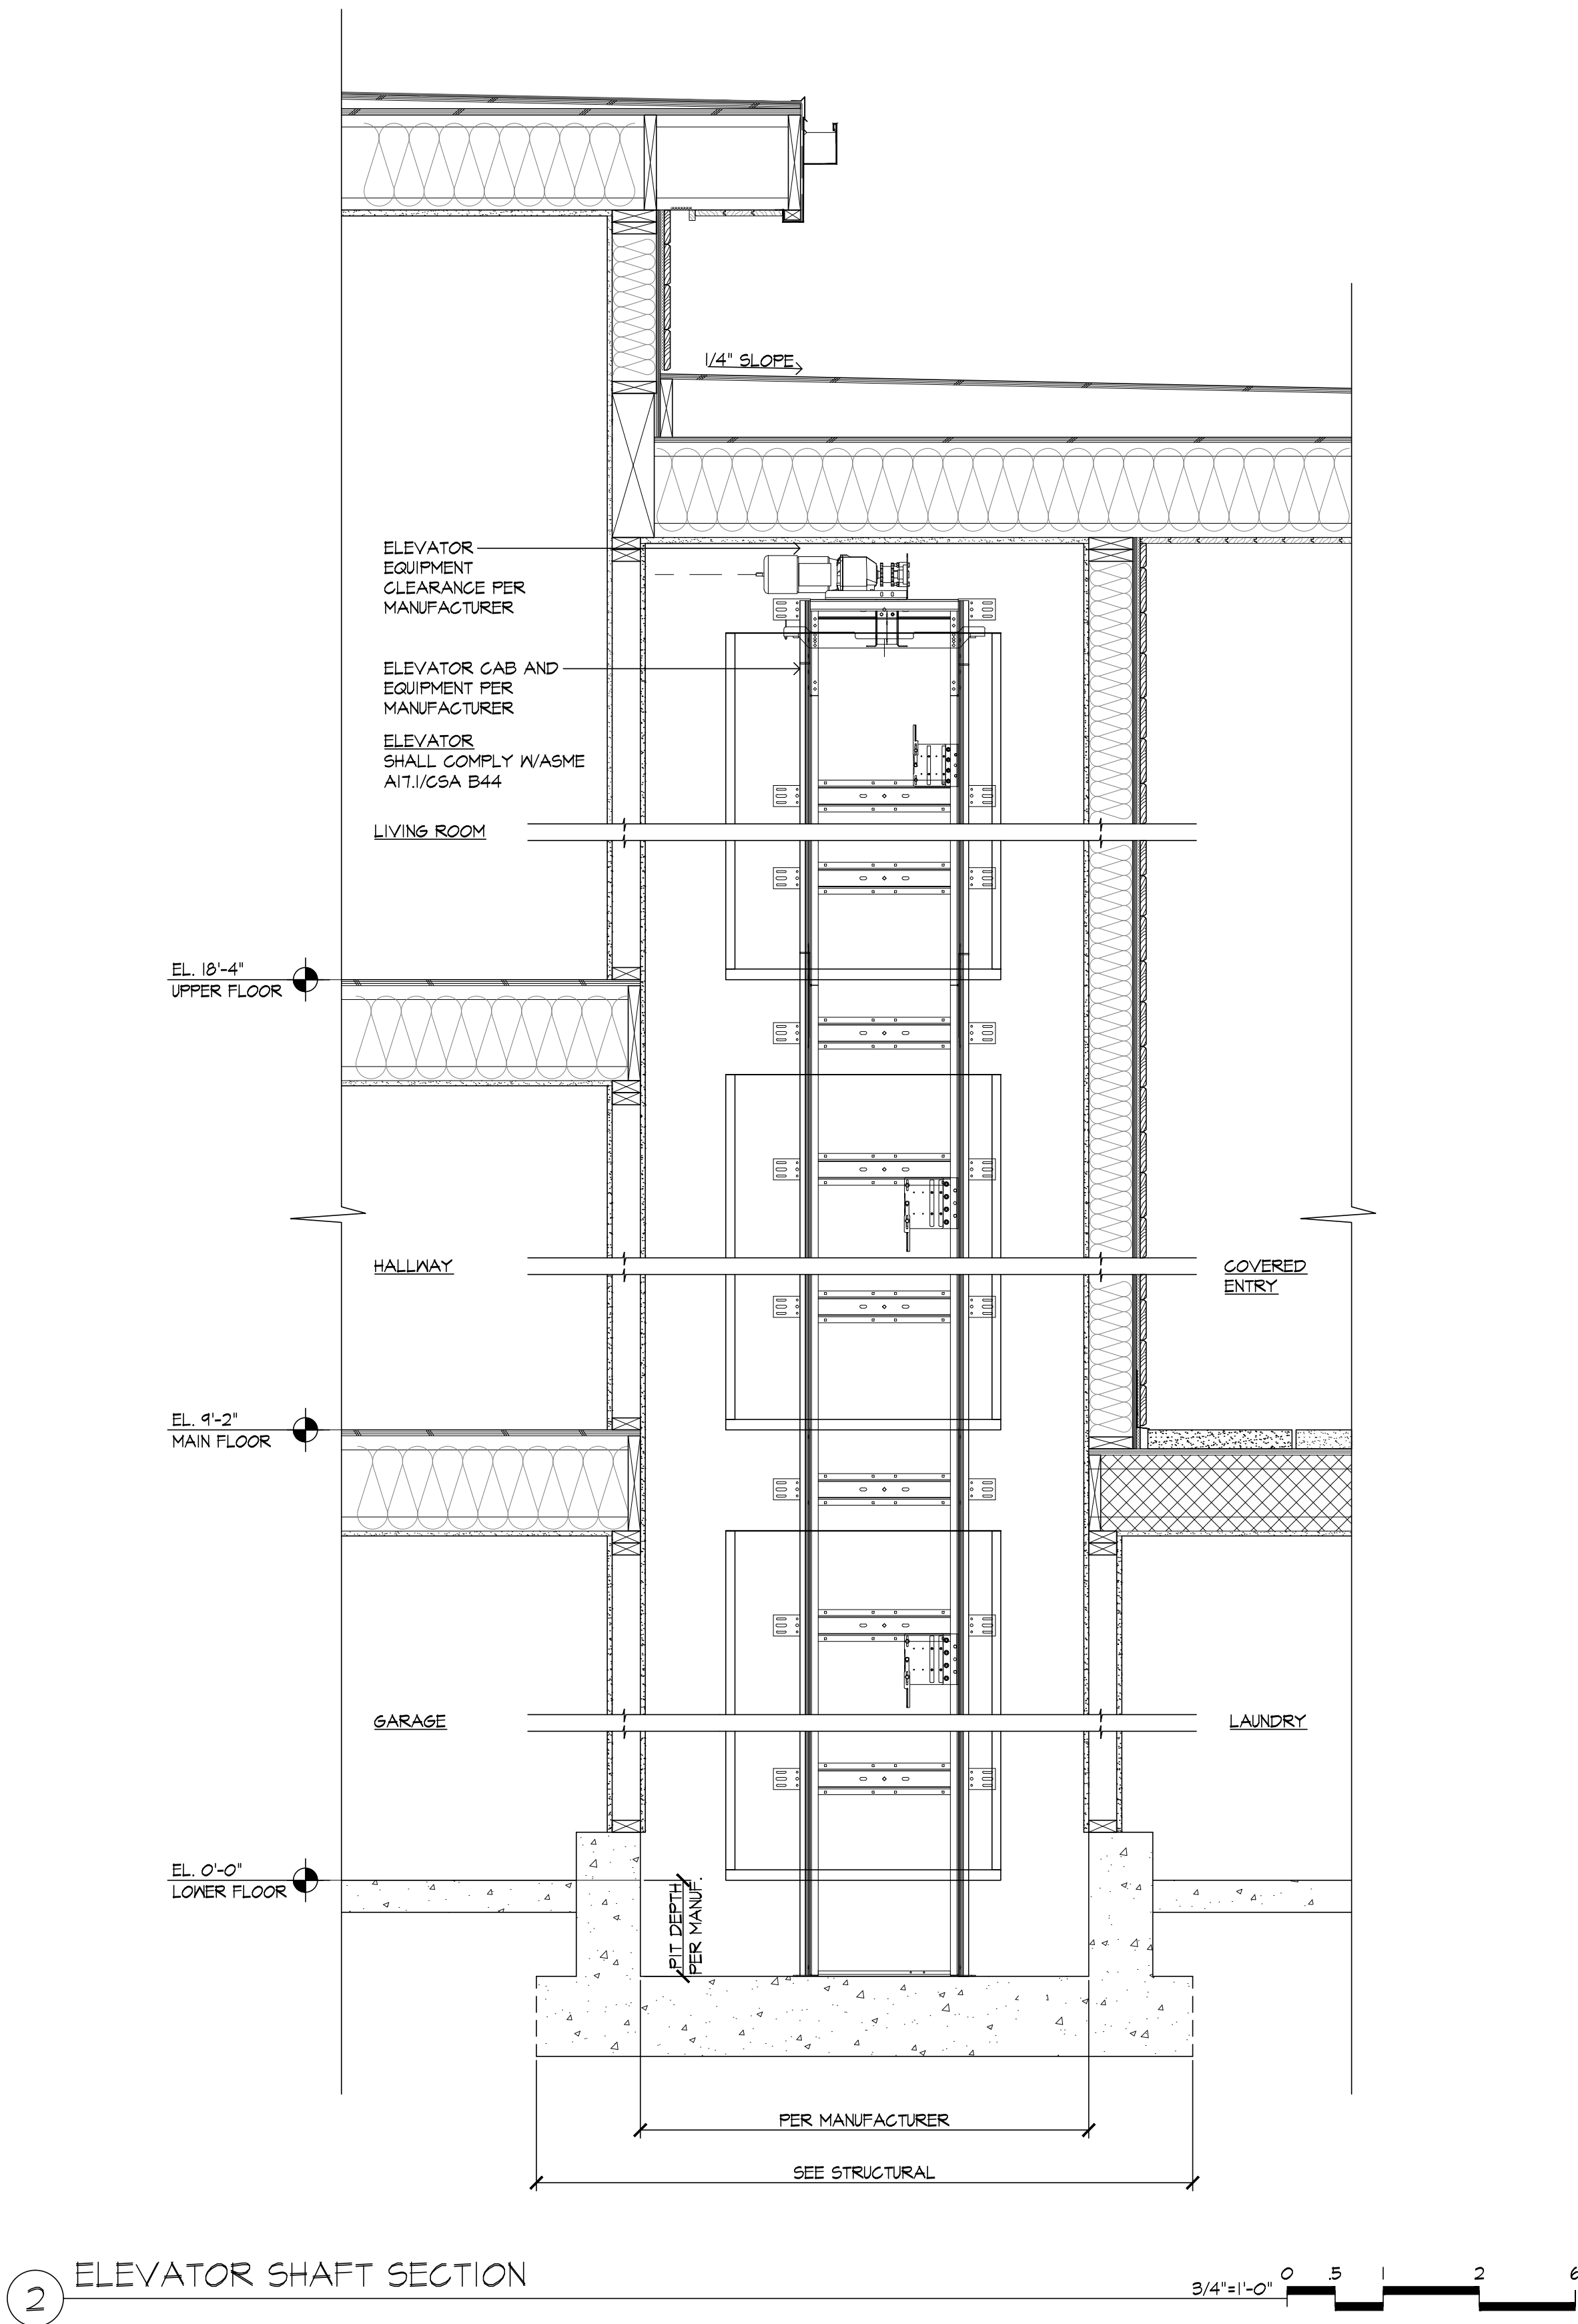 1/4" SLOPE
ELEVATOR
EQUIPMENT
CLEARANCE PER
MANUFACTURER
ELEVATOR CAB AND
EQUIPMENT PER
MANUFACTURER
ELEVATOR
SHALL COMPLY W/ASME
A17.1/CSA B44
LIVING ROOM
EL. 18'-4"
UPPER FLOOR
HALLWAY
COVERED
ENTRY
EL. 9'-2"
MAIN FLOOR
GARAGE
LAUNDRY
EL. 0'-0"
LOWER FLOOR
PIT DEPTH
PER MANUF.
PER MANUFACTURER
SEE STRUCTURAL
2
ELEVATOR SHAFT SECTION
3/4"=1'-0"
0 .5 1 2 6